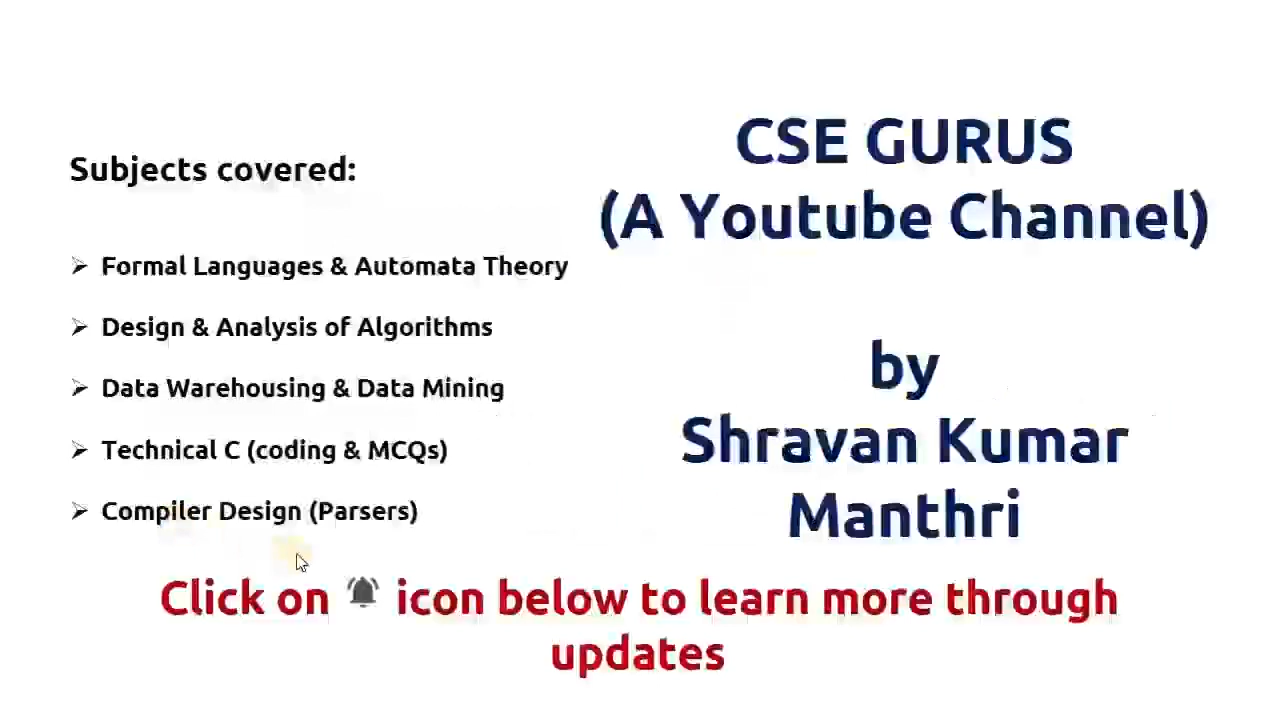 Subjects covered:
➢ Formal Languages & Automata Theory
➢ Design & Analysis of Algorithms
➢ Data Warehousing & Data Mining
➢ Technical C (coding & MCQs)
➢ Compiler Design (Parsers)
CSE GURUS
(A Youtube Channel)
by
Shravan Kumar
Manthri
Click on icon below to learn more through
updates